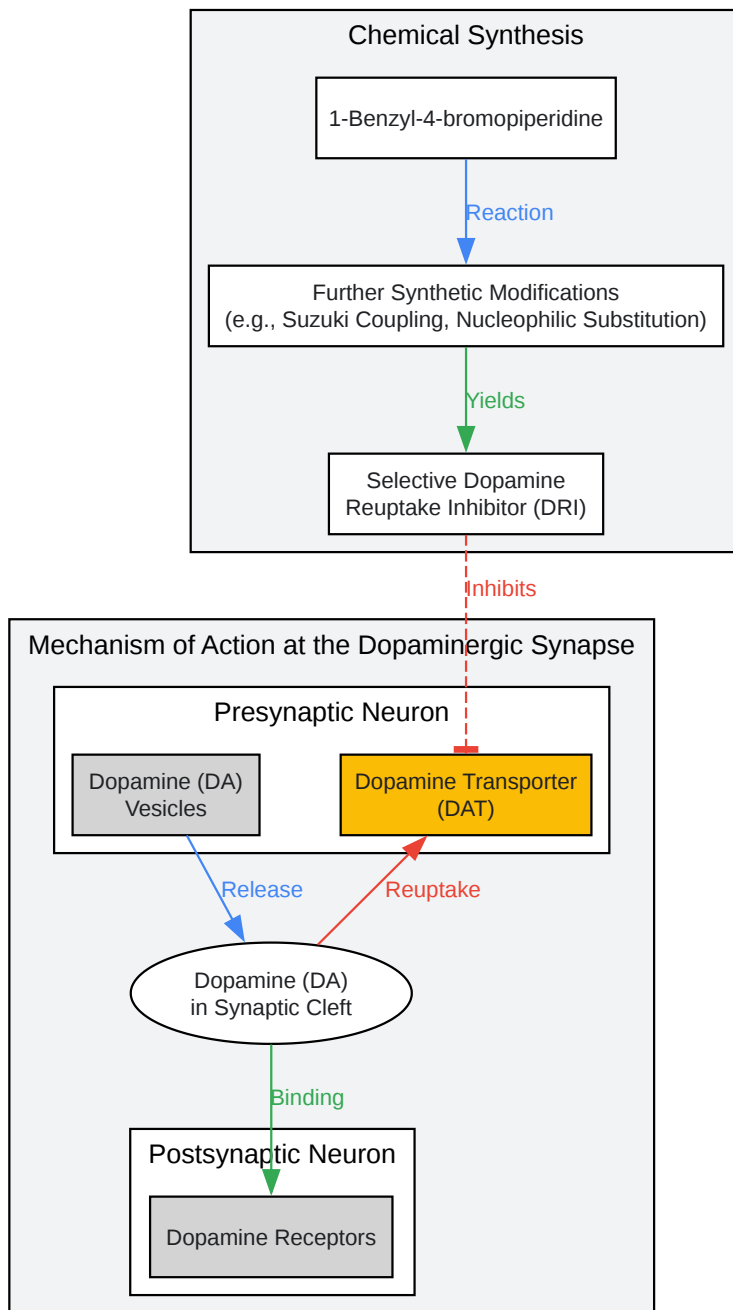 Chemical Synthesis
1-Benzyl-4-bromopiperidine
Reaction
Further Synthetic Modifications
(e.g., Suzuki Coupling, Nucleophilic Substitution)
Yields
Selective Dopamine
Reuptake Inhibitor (DRI)
Inhibits
Mechanism of Action at the Dopaminergic Synapse
Presynaptic Neuron
Dopamine (DA)
Vesicles
Dopamine Transporter
(DAT)
Release
Reuptake
Dopamine (DA)
in Synaptic Cleft
Binding
Postsynaptic Neuron
Dopamine Receptors